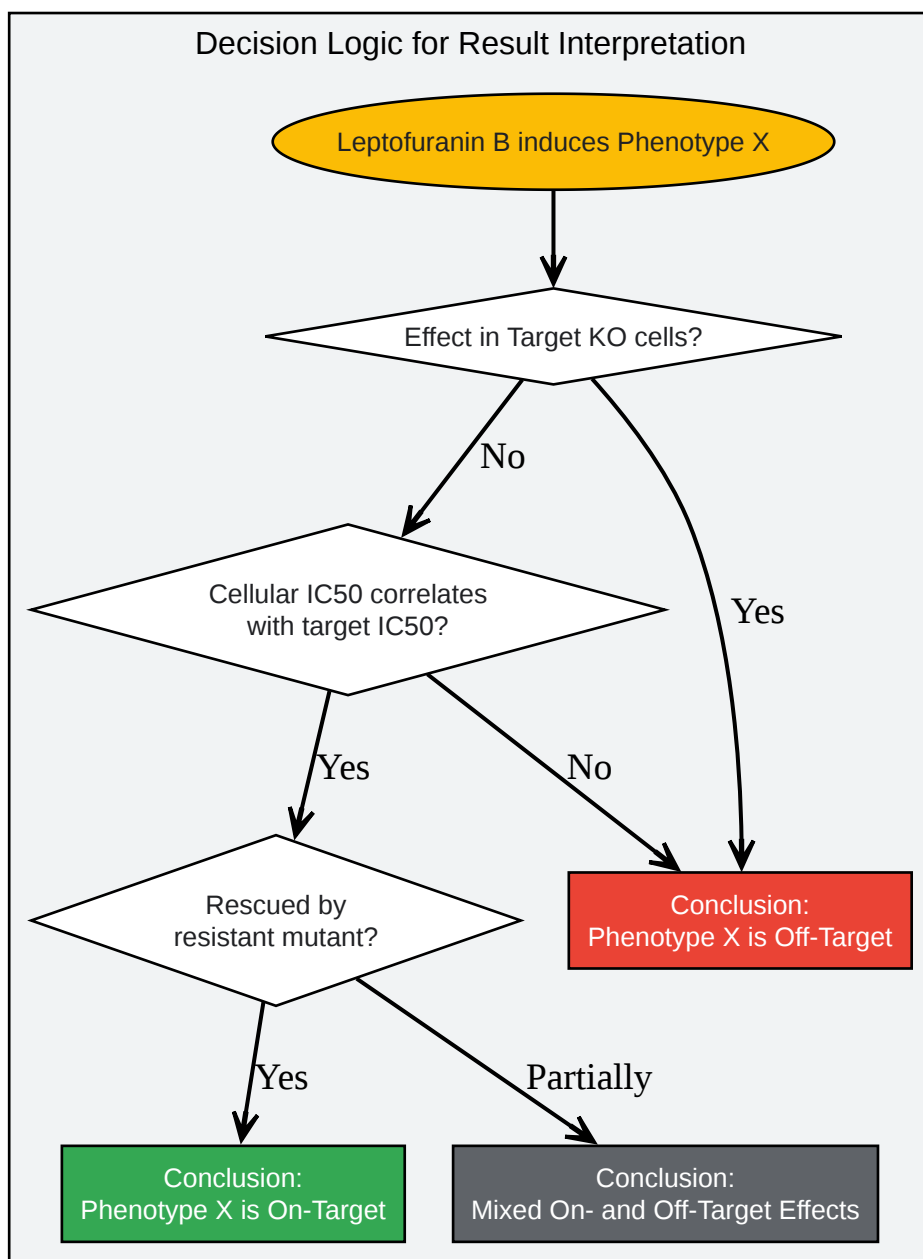 Decision Logic for Result Interpretation
Leptofuranin B induces Phenotype X
Effect in Target KO cells?
No
Cellular IC50 correlates
with target IC50?
Yes
Yes
No
Rescued by
resistant mutant?
Conclusion:
Phenotype X is Off-Target
Yes
Partially
Conclusion:
Phenotype X is On-Target
Conclusion:
Mixed On- and Off-Target Effects